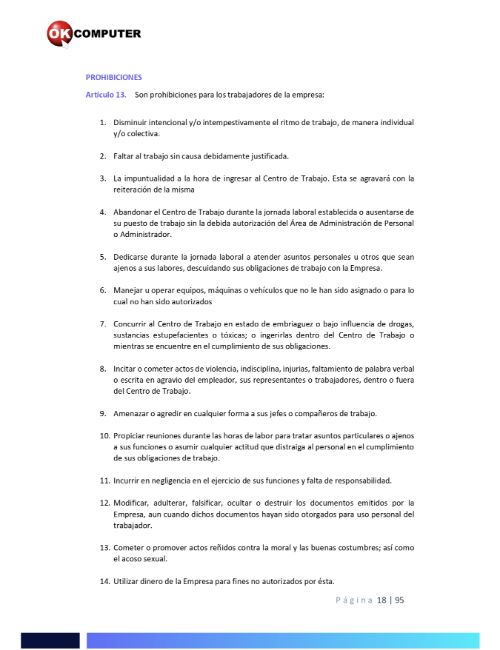 OK COMPUTER
PROHIBICIONES
Artículo 13. Son prohibiciones para los trabajadores de la empresa:
1. Disminuir intencional y/o intempestivamente el ritmo de trabajo, de manera individual
y/o colectiva.
2. Faltar al trabajo sin causa debidamente justificada.
3. La impuntualidad a la hora de ingresar al Centro de Trabajo. Esta se agravará con la
reiteración de la misma
4. Abandonar el Centro de Trabajo durante la jornada laboral establecida o ausentarse de
su puesto de trabajo sin la debida autorización del Área de Administración de Personal
o Administrador.
5. Dedicarse durante la jornada laboral a atender asuntos personales u otros que sean
ajenos a sus labores, descuidando sus obligaciones de trabajo con la Empresa.
6. Manejar u operar equipos, máquinas o vehículos que no le han sido asignado o para lo
cual no han sido autorizados
7. Concurrir al Centro de Trabajo en estado de embriaguez o bajo influencia de drogas,
sustancias estupefacientes o tóxicas; o ingerirlas dentro del Centro de Trabajo o
mientras se encuentre en el cumplimiento de sus obligaciones.
8. Incitar o cometer actos de violencia, indisciplina, injurias, faltamiento de palabra verbal
o escrita en agravio del empleador, sus representantes o trabajadores, dentro o fuera
del Centro de Trabajo.
9. Amenazar o agredir en cualquier forma a sus jefes o compañeros de trabajo.
10. Propiciar reuniones durante las horas de labor para tratar asuntos particulares o ajenos
a sus funciones o asumir cualquier actitud que distraiga al personal en el cumplimiento
de sus obligaciones de trabajo.
11. Incurrir en negligencia en el ejercicio de sus funciones y falta de responsabilidad.
12. Modificar, adulterar, falsificar, ocultar o destruir los documentos emitidos por la
Empresa, aun cuando dichos documentos hayan sido otorgados para uso personal del
trabajador.
13. Cometer o promover actos reñidos contra la moral y las buenas costumbres; así como
el acoso sexual.
14. Utilizar dinero de la Empresa para fines no autorizados por ésta.
Página 18 | 95